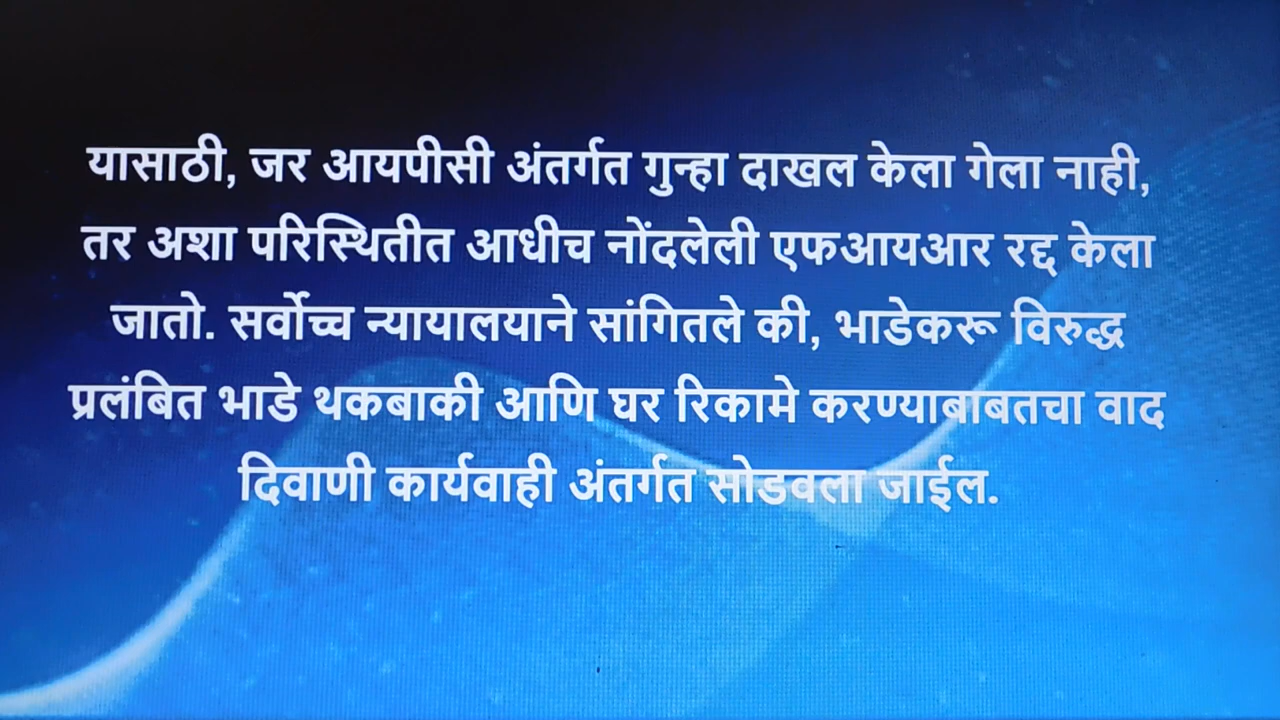 यासाठी, जर आयपीसी अंतर्गत गुन्हा दाखल केला गेला नाही,
तर अशा परिस्थितीत आधीच नोंदलेली एफआयआर रद्द केला
जातो. सर्वोच्च न्यायालयाने सांगितले की, भाडेकरू विरुद्ध
प्रलंबित भाडे थकबाकी आणि घर रिकामे करण्याबाबतचा वाद
दिवाणी कार्यवाही अंतर्गत सोडवला जाईल.